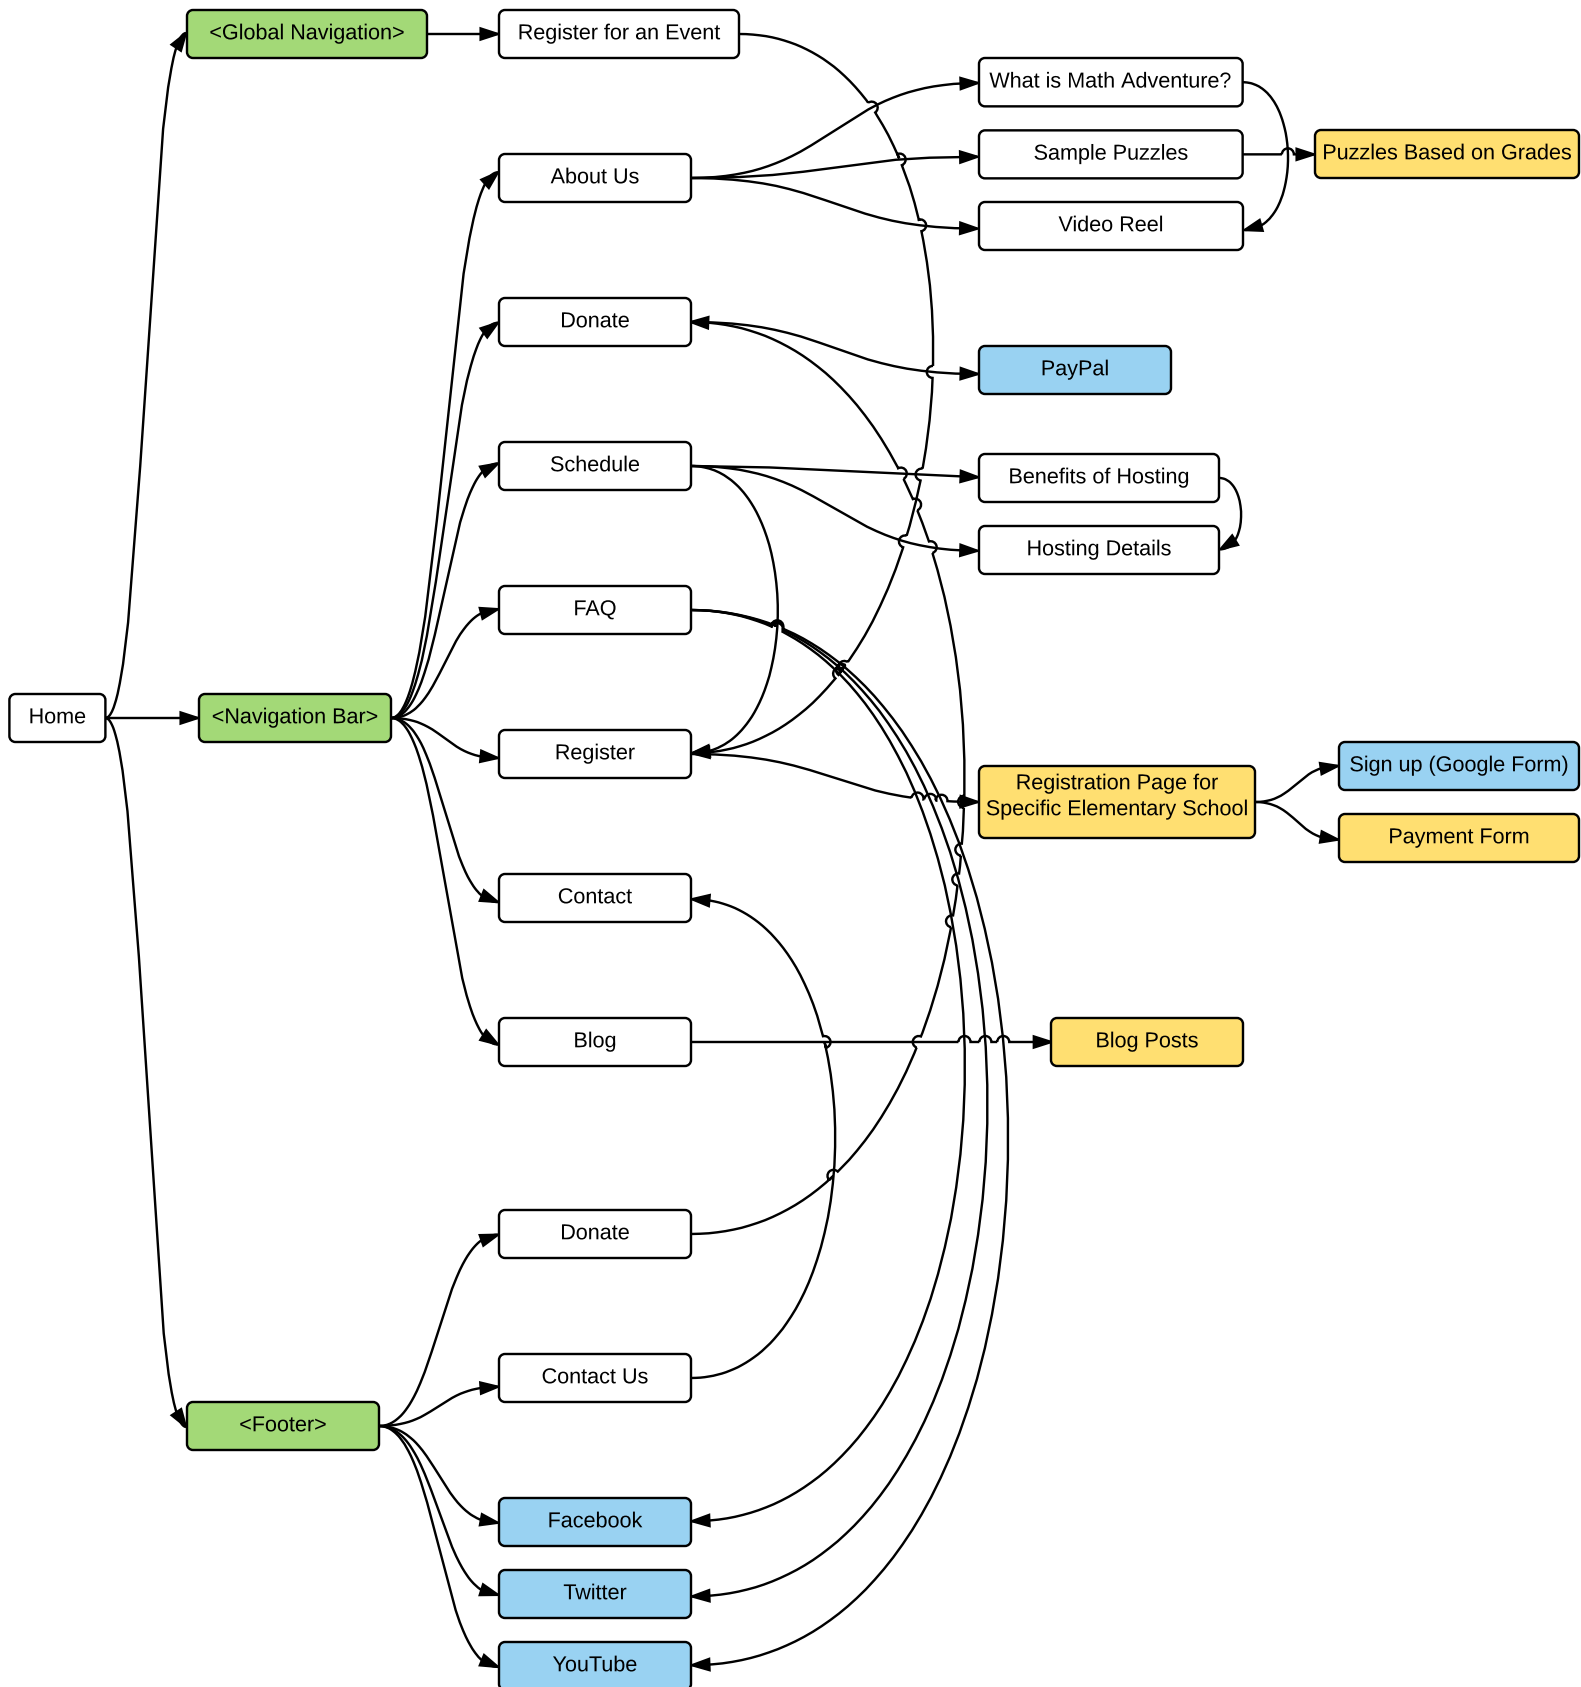 <Global Navigation>
Register for an Event
What is Math Adventure?
Sample Puzzles
Puzzles Based on Grades
About Us
Video Reel
Donate
PayPal
Schedule
Benefits of Hosting
Hosting Details
FAQ
Home
<Navigation Bar>
Register
Registration Page for
Specific Elementary School
Sign up (Google Form)
Payment Form
Contact
Blog
Blog Posts
Donate
Contact Us
<Footer>
Facebook
Twitter
YouTube